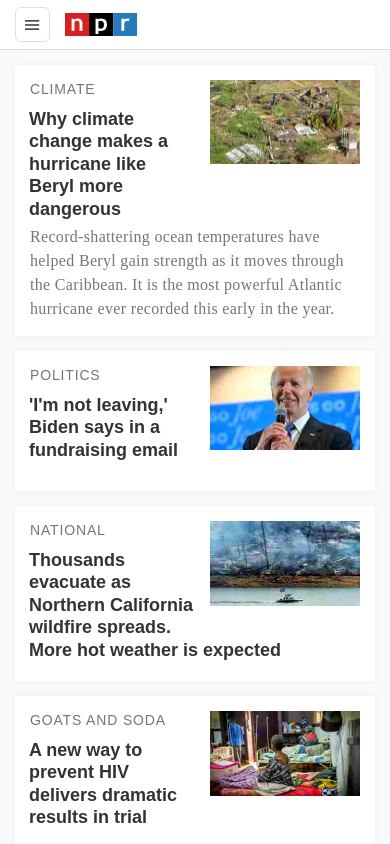 npr
CLIMATE
Why climate
change makes a
hurricane like
Beryl more
dangerous
Record-shattering ocean temperatures have
helped Beryl gain strength as it moves through
the Caribbean. It is the most powerful Atlantic
hurricane ever recorded this early in the year.
POLITICS
'I'm not leaving,'
Biden says in a
fundraising email
NATIONAL
Thousands
evacuate as
Northern California
wildfire spreads.
More hot weather is expected
GOATS AND SODA
A new way to
prevent HIV
delivers dramatic
results in trial